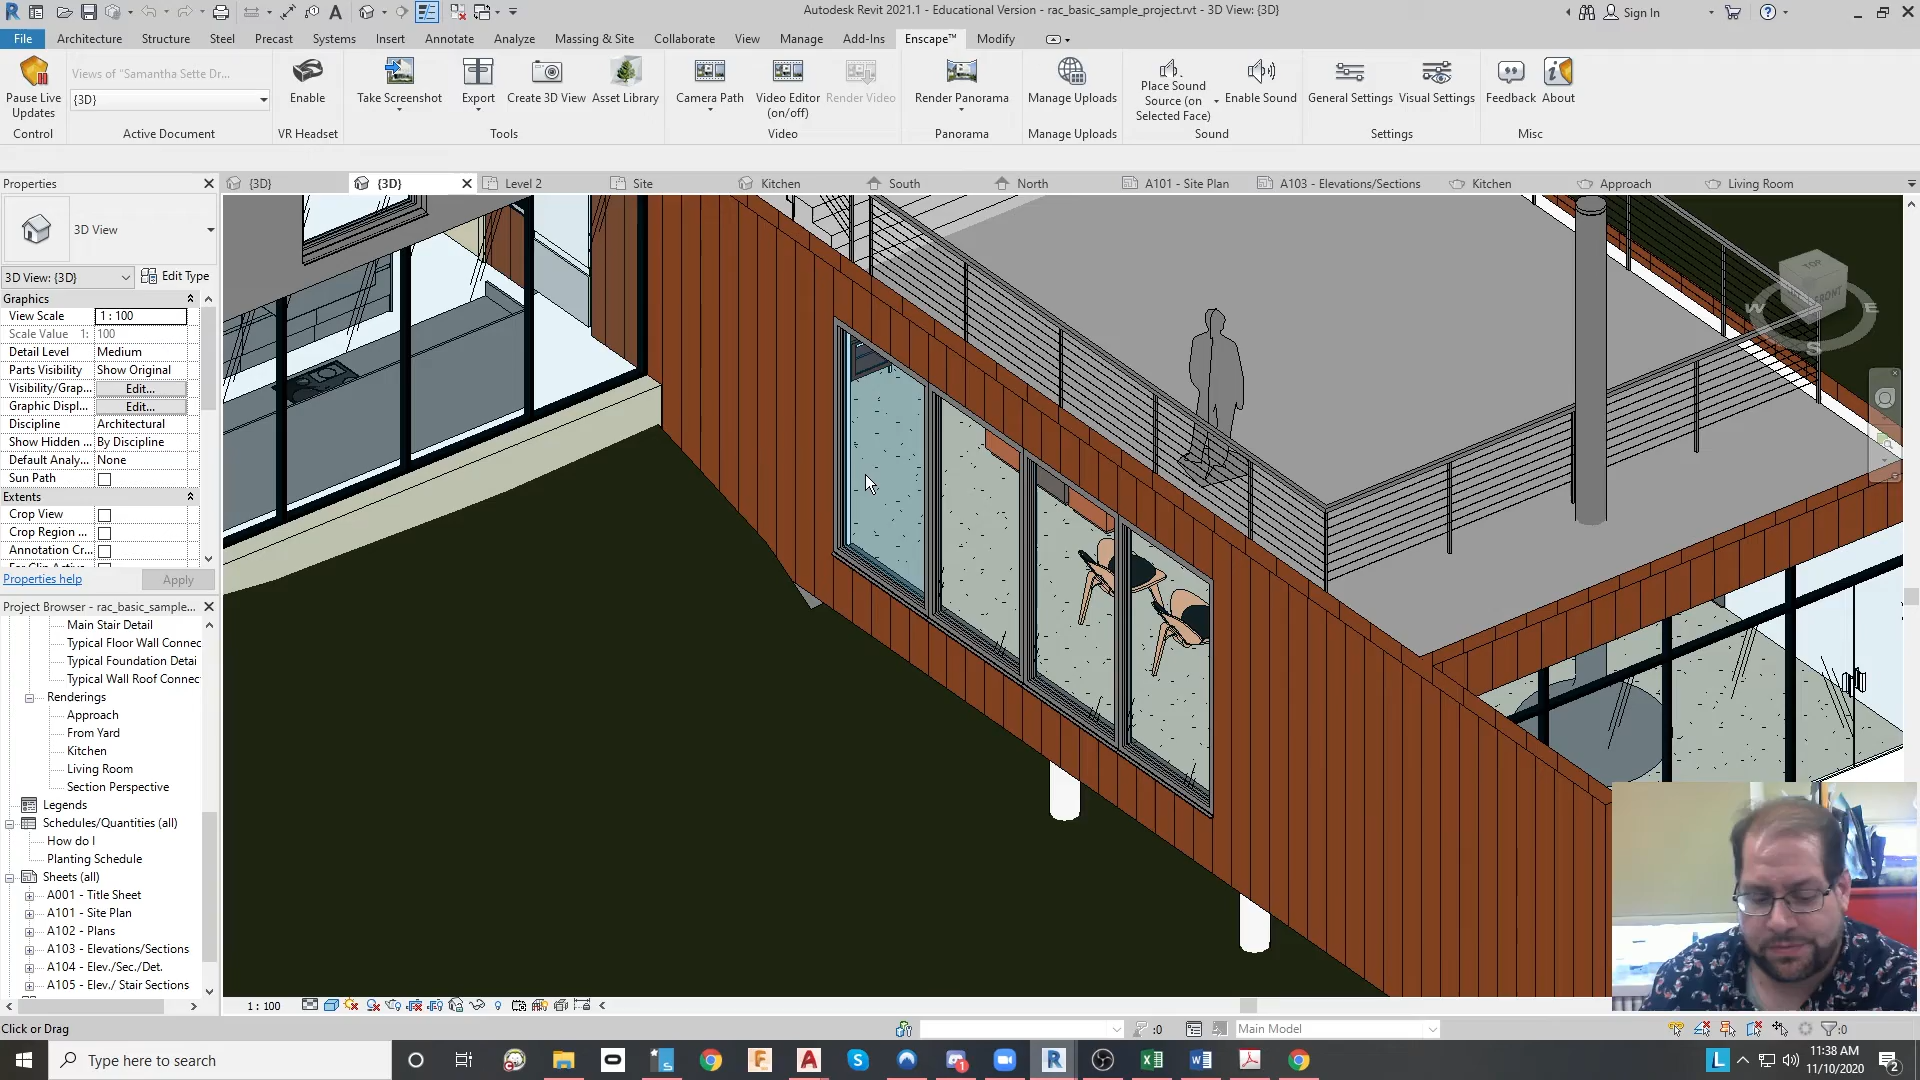 Autodesk Revit 2021.1 - Educational Version - rac_basic_sample_project.rvt - 3D View: {3D}
Sign In
File Architecture Structure Steel Precast Systems Insert Annotate Analyze Massing & Site Collaborate View Manage Add-Ins Enscape™ Modify
Pause Live Updates
Views of "Samantha Sette Dr...
{3D}
Enable
Take Screenshot
Export
Create 3D View
Asset Library
Camera Path
Video Editor (on/off)
Render Video
Render Panorama
Manage Uploads
Place Sound Source (on Selected Face)
Enable Sound
General Settings
Visual Settings
Feedback
About
Control Active Document VR Headset Tools Video Panorama Manage Uploads Sound Settings Misc
Properties
{3D} {3D} Level 2 Site Kitchen South North A101 - Site Plan A103 - Elevations/Sections Kitchen Approach Living Room
3D View
3D View: {3D} Edit Type
Graphics
View Scale 1 : 100
Scale Value 1: 100
Detail Level Medium
Parts Visibility Show Original
Visibility/Grap... Edit...
Graphic Displ... Edit...
Discipline Architectural
Show Hidden ... By Discipline
Default Analy... None
Sun Path
Extents
Crop View
Crop Region ...
Annotation Cr...
Properties help Apply
Project Browser - rac_basic_sample...
Main Stair Detail
Typical Floor Wall Connec
Typical Foundation Detai
Typical Wall Roof Connec
Renderings
Approach
From Yard
Kitchen
Living Room
Section Perspective
Legends
Schedules/Quantities (all)
How do I
Planting Schedule
Sheets (all)
A001 - Title Sheet
A101 - Site Plan
A102 - Plans
A103 - Elevations/Sections
A104 - Elev./Sec./Det.
A105 - Elev./ Stair Sections
TOP
FRONT
W
E
S
1 : 100
Click or Drag
:0
Main Model
:0
Type here to search
11:38 AM
11/10/2020
2